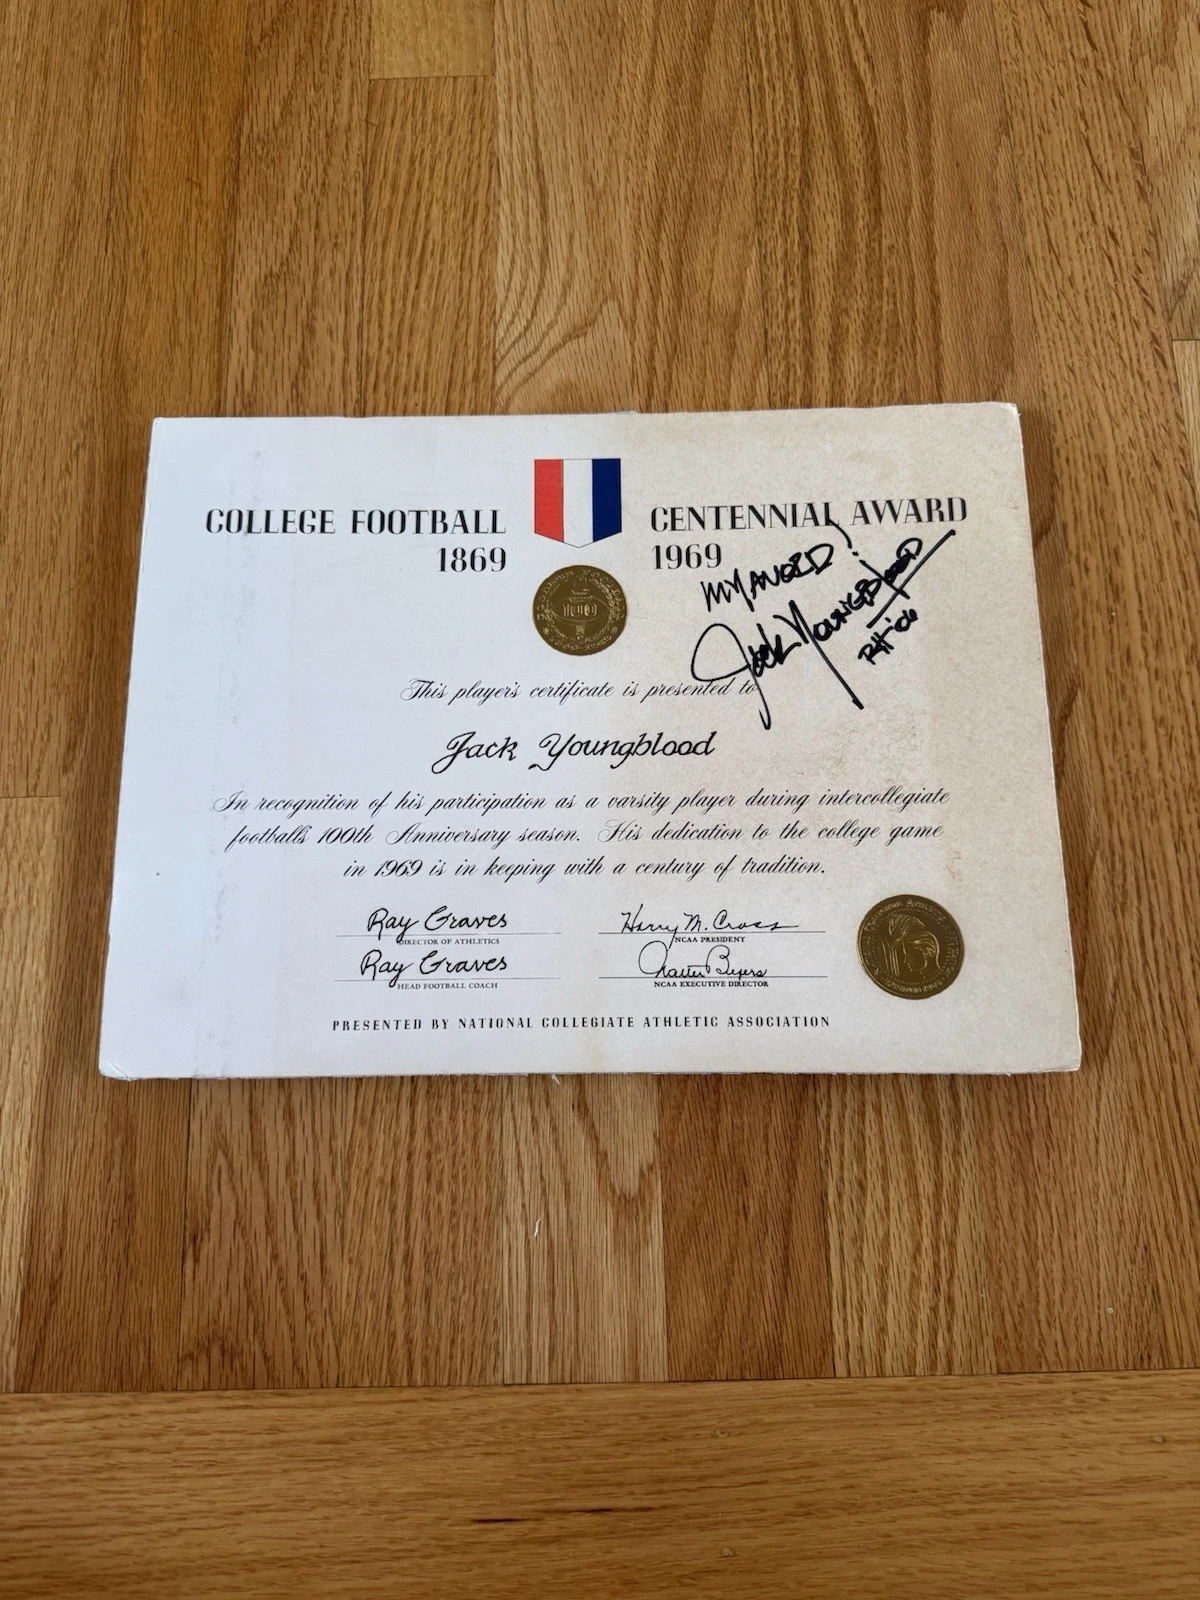 COLLEGE FOOTBALL CENTENNIAL AWARD
1869 1969
100
MY AWARD!
Jack Youngblood
This player's certificate is presented to
Jack Youngblood
In recognition of his participation as a varsity player during intercollegiate
football's 100th Anniversary season. His dedication to the college game
in 1969 is in keeping with a century of tradition.
Ray Graves
DIRECTOR OF ATHLETICS
Harry M. Cross
NCAA PRESIDENT
Ray Graves
HEAD FOOTBALL COACH
Walter Byers
NCAA EXECUTIVE DIRECTOR
PRESENTED BY NATIONAL COLLEGIATE ATHLETIC ASSOCIATION